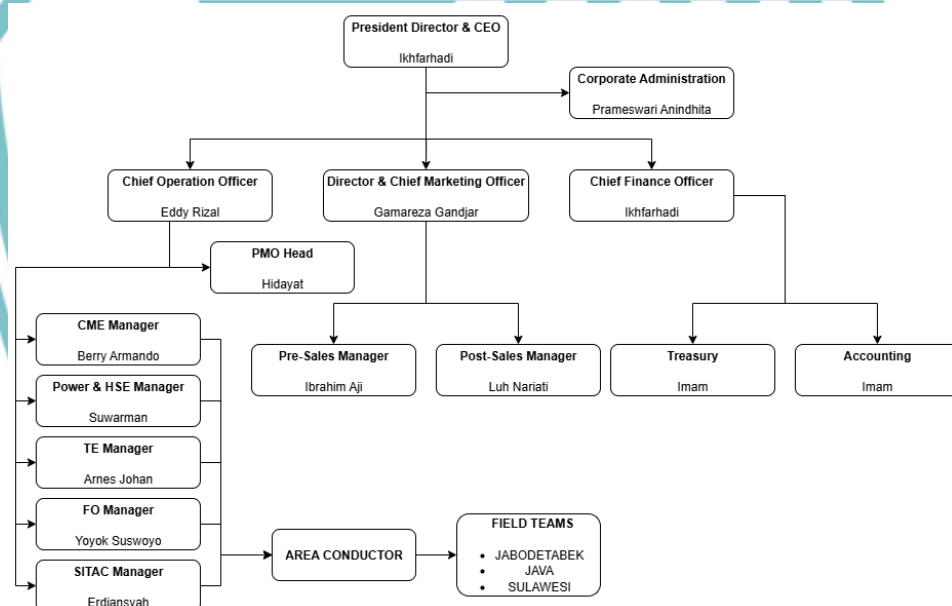 President Director & CEO
Ikhfarhadi
Corporate Administration
Prameswari Anindhita
Chief Operation Officer
Eddy Rizal
Director & Chief Marketing Officer
Gamareza Gandjar
Chief Finance Officer
Ikhfarhadi
PMO Head
Hidayat
CME Manager
Berry Armando
Power & HSE Manager
Suwarman
TE Manager
Arnes Johan
FO Manager
Yoyok Suswoyo
SITAC Manager
Erdiansyah
Pre-Sales Manager
Ibrahim Aji
Post-Sales Manager
Luh Nariati
Treasury
Imam
Accounting
Imam
AREA CONDUCTOR
FIELD TEAMS
• JABODETABEK
• JAVA
• SULAWESI